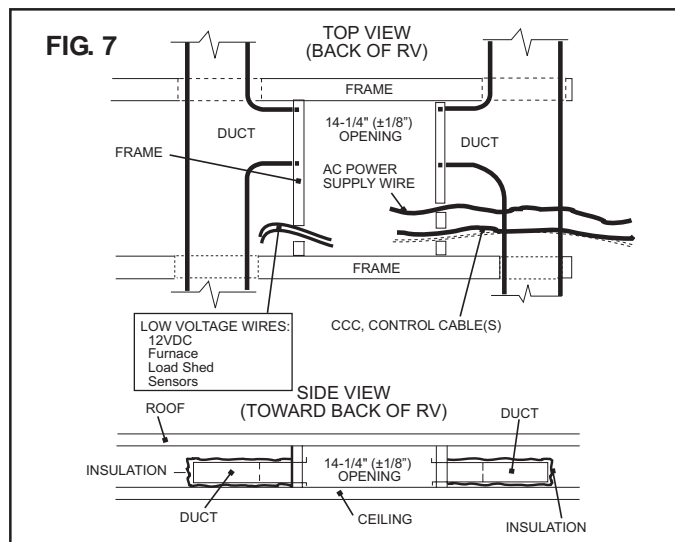 FIG. 7
TOP VIEW
(BACK OF RV)
FRAME
DUCT
14-1/4" (±1/8")
OPENING
DUCT
FRAME
AC POWER
SUPPLY WIRE
FRAME
LOW VOLTAGE WIRES:
12VDC
Furnace
Load Shed
Sensors
CCC, CONTROL CABLE(S)
SIDE VIEW
(TOWARD BACK OF RV)
ROOF
DUCT
INSULATION
14-1/4" (±1/8")
OPENING
DUCT
CEILING
INSULATION